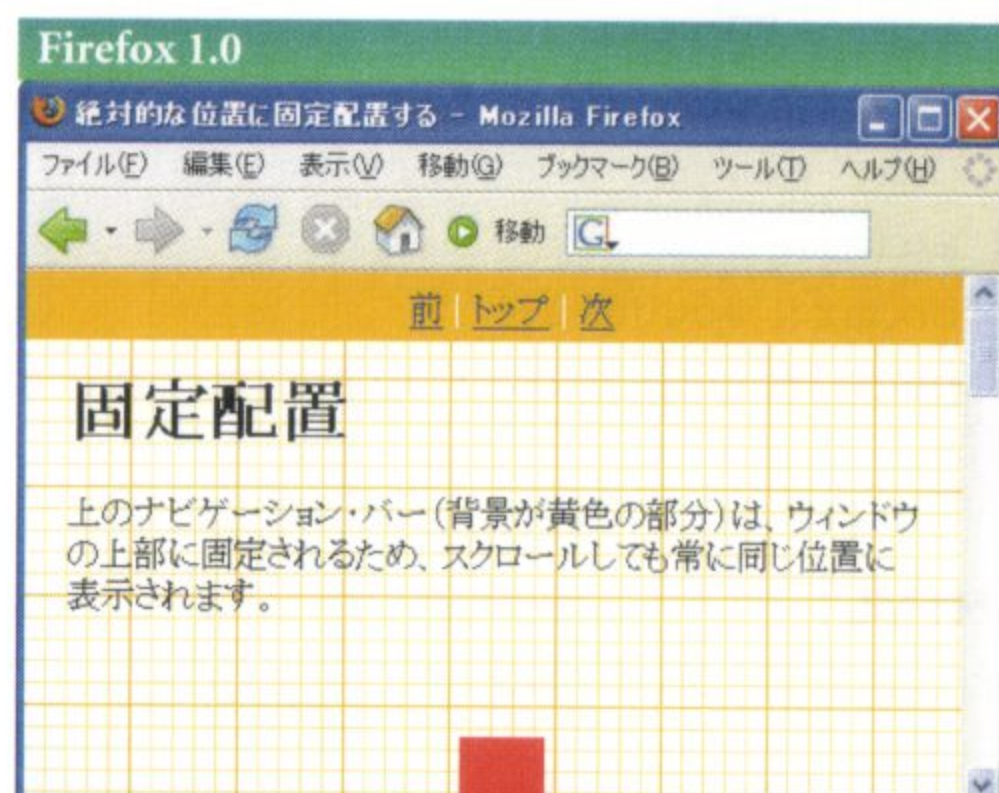 Firefox 1.0
絶対的な位置に固定配置する - Mozilla Firefox
ファイル(F) 編集(E) 表示(V) 移動(G) ブックマーク(B) ツール(T) ヘルプ(H)
移動 G
前 | トップ | 次
固定配置
上のナビゲーション・バー(背景が黄色の部分)は、ウィンドウ
の上部に固定されるため、スクロールしても常に同じ位置に
表示されます。